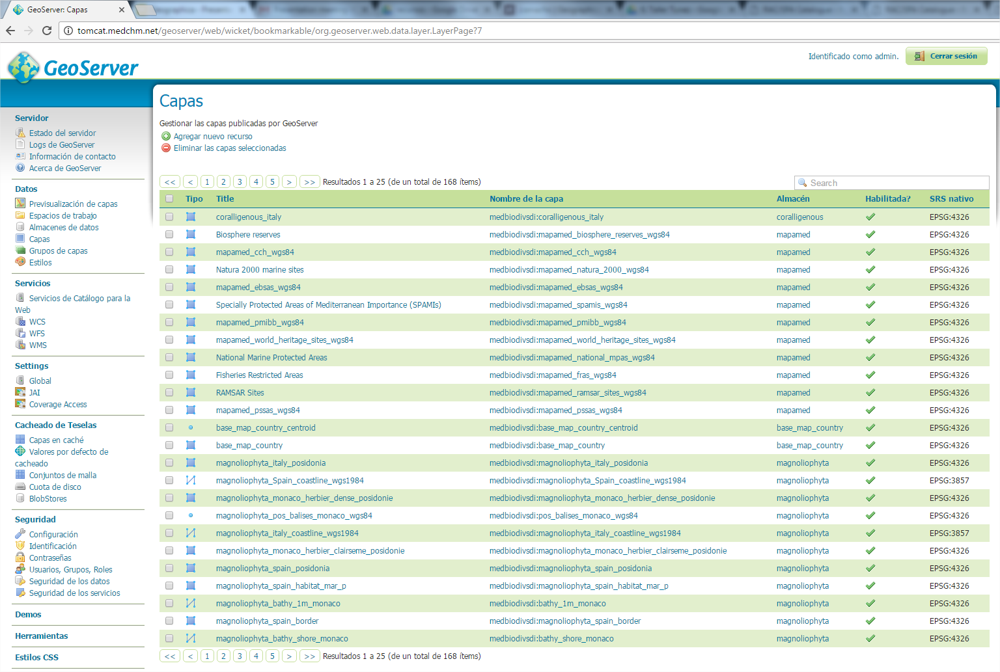 GeoServer: Capas
tomcat.medchm.net/geoserver/web/wicket/bookmarkable/org.geoserver.web.data.layer.LayerPage?7
GeoServer
Identificado como admin.
Cerrar sesión
Servidor
Estado del servidor
Logs de GeoServer
Información de contacto
Acerca de GeoServer
Datos
Previsualización de capas
Espacios de trabajo
Almacenes de datos
Capas
Grupos de capas
Estilos
Servicios
Servicios de Catálogo para la
Web
WCS
WFS
WMS
Settings
Global
JAI
Coverage Access
Cacheado de Teselas
Capas en caché
Valores por defecto de
cacheado
Conjuntos de malla
Cuota de disco
BlobStores
Seguridad
Configuración
Identificación
Contraseñas
Usuarios, Grupos, Roles
Seguridad de los datos
Seguridad de los servicios
Demos
Herramientas
Estilos CSS
Capas
Gestionar las capas publicadas por GeoServer
Agregar nuevo recurso
Eliminar las capas seleccionadas
<< < 1 2 3 4 5 > >> Resultados 1 a 25 (de un total de 168 ítems)
Search
Tipo Title Nombre de la capa Almacén Habilitada? SRS nativo
coralligenous_italy medbiodivsdi:coralligenous_italy coralligenous EPSG:4326
Biosphere reserves medbiodivsdi:mapamed_biosphere_reserves_wgs84 mapamed EPSG:4326
mapamed_cch_wgs84 medbiodivsdi:mapamed_cch_wgs84 mapamed EPSG:4326
Natura 2000 marine sites medbiodivsdi:mapamed_natura_2000_wgs84 mapamed EPSG:4326
mapamed_ebsas_wgs84 medbiodivsdi:mapamed_ebsas_wgs84 mapamed EPSG:4326
Specially Protected Areas of Mediterranean Importance (SPAMIs) medbiodivsdi:mapamed_spamis_wgs84 mapamed EPSG:4326
mapamed_pmibb_wgs84 medbiodivsdi:mapamed_pmibb_wgs84 mapamed EPSG:4326
mapamed_world_heritage_sites_wgs84 medbiodivsdi:mapamed_world_heritage_sites_wgs84 mapamed EPSG:4326
National Marine Protected Areas medbiodivsdi:mapamed_national_mpas_wgs84 mapamed EPSG:4326
Fisheries Restricted Areas medbiodivsdi:mapamed_fras_wgs84 mapamed EPSG:4326
RAMSAR Sites medbiodivsdi:mapamed_ramsar_sites_wgs84 mapamed EPSG:4326
mapamed_pssas_wgs84 medbiodivsdi:mapamed_pssas_wgs84 mapamed EPSG:4326
base_map_country_centroid medbiodivsdi:base_map_country_centroid base_map_country EPSG:4326
base_map_country medbiodivsdi:base_map_country base_map_country EPSG:4326
magnoliophyta_italy_posidonia medbiodivsdi:magnoliophyta_italy_posidonia magnoliophyta EPSG:4326
magnoliophyta_Spain_coastline_wgs1984 medbiodivsdi:magnoliophyta_Spain_coastline_wgs1984 magnoliophyta EPSG:3857
magnoliophyta_monaco_herbier_dense_posidonie medbiodivsdi:magnoliophyta_monaco_herbier_dense_posidonie magnoliophyta EPSG:4326
magnoliophyta_pos_balises_monaco_wgs84 medbiodivsdi:pos_balises_monaco_wgs84 magnoliophyta EPSG:4326
magnoliophyta_italy_coastline_wgs1984 medbiodivsdi:magnoliophyta_italy_coastline_wgs1984 magnoliophyta EPSG:3857
magnoliophyta_monaco_herbier_clairseme_posidonie medbiodivsdi:magnoliophyta_monaco_herbier_clairseme_posidonie magnoliophyta EPSG:4326
magnoliophyta_spain_posidonia medbiodivsdi:magnoliophyta_spain_posidonia magnoliophyta EPSG:4326
magnoliophyta_spain_habitat_mar_p medbiodivsdi:magnoliophyta_spain_habitat_mar_p magnoliophyta EPSG:4326
magnoliophyta_bathy_1m_monaco medbiodivsdi:bathy_1m_monaco magnoliophyta EPSG:4326
magnoliophyta_spain_border medbiodivsdi:magnoliophyta_spain_border magnoliophyta EPSG:4326
magnoliophyta_bathy_shore_monaco medbiodivsdi:bathy_shore_monaco magnoliophyta EPSG:4326
<< < 1 2 3 4 5 > >> Resultados 1 a 25 (de un total de 168 ítems)